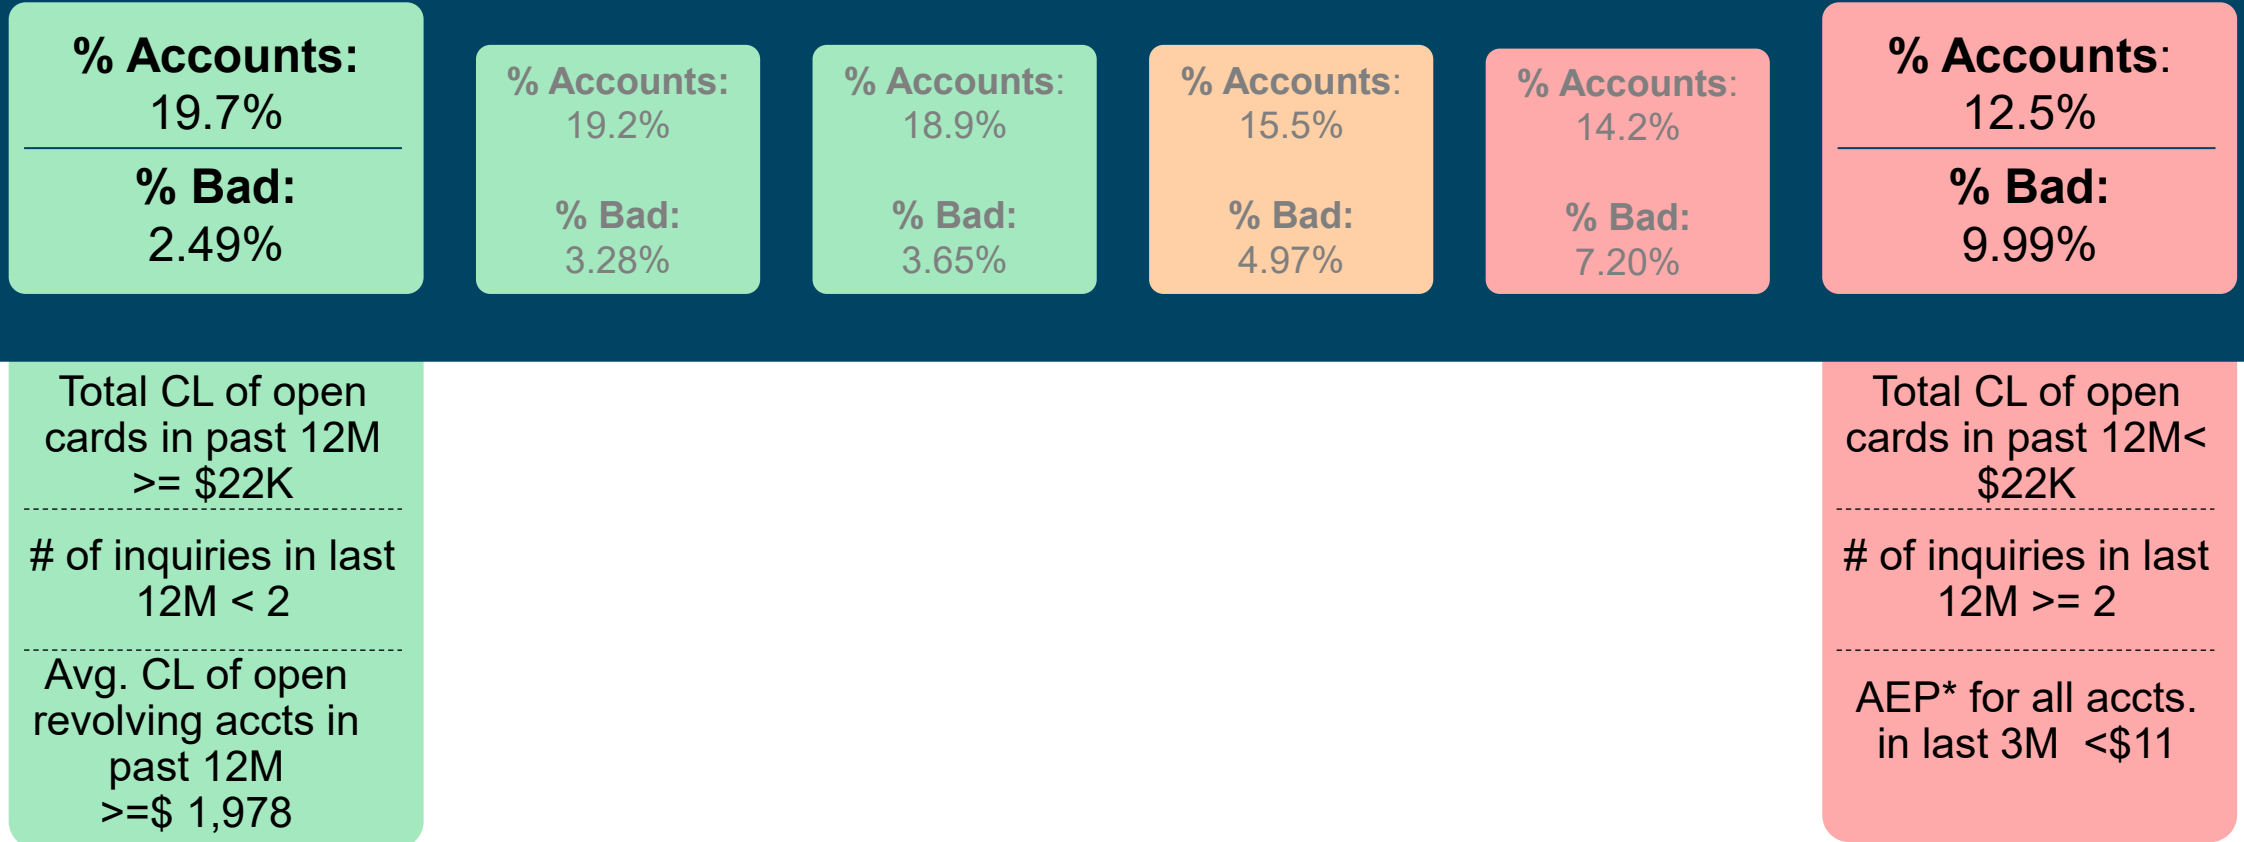 % Accounts:
19.7%
% Bad:
2.49%
% Accounts:
19.2%
% Bad:
3.28%
% Accounts:
18.9%
% Bad:
3.65%
% Accounts:
15.5%
% Bad:
4.97%
% Accounts:
14.2%
% Bad:
7.20%
% Accounts:
12.5%
% Bad:
9.99%
Total CL of open
cards in past 12M
>= $22K
# of inquiries in last
12M < 2
Avg. CL of open
revolving accts in
past 12M
>=$ 1,978
Total CL of open
cards in past 12M<
$22K
# of inquiries in last
12M >= 2
AEP* for all accts.
in last 3M  <$11